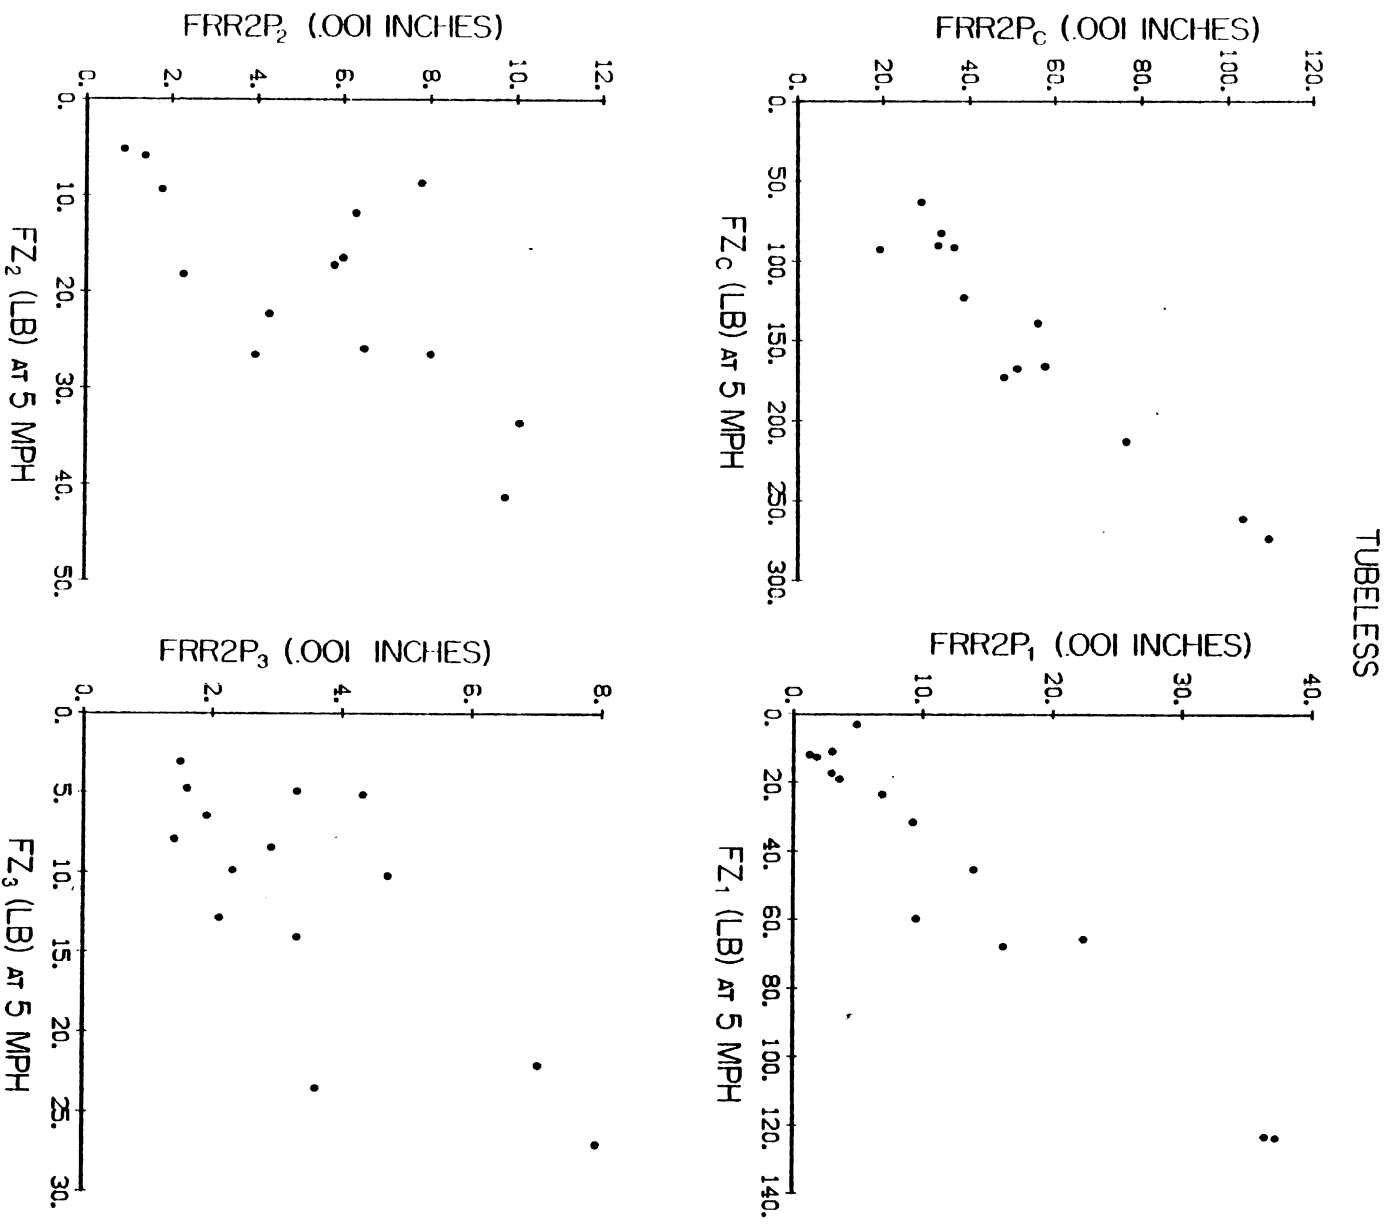 TUBELESS
FRR2P_C (.001 INCHES)
120.
100.
80.
60.
40.
20.
0.
0. 50. 100. 150. 200. 250. 300.
FZ_C (LB) AT 5 MPH
FRR2P_1 (.001 INCHES)
40.
30.
20.
10.
0.
0. 20. 40. 60. 80. 100. 120. 140.
FZ_1 (LB) AT 5 MPH
FRR2P_2 (.001 INCHES)
12.
10.
8.
6.
4.
2.
0.
0. 10. 20. 30. 40. 50.
FZ_2 (LB) AT 5 MPH
FRR2P_3 (.001 INCHES)
8.
6.
4.
2.
0.
0. 5. 10. 15. 20. 25. 30.
FZ_3 (LB) AT 5 MPH